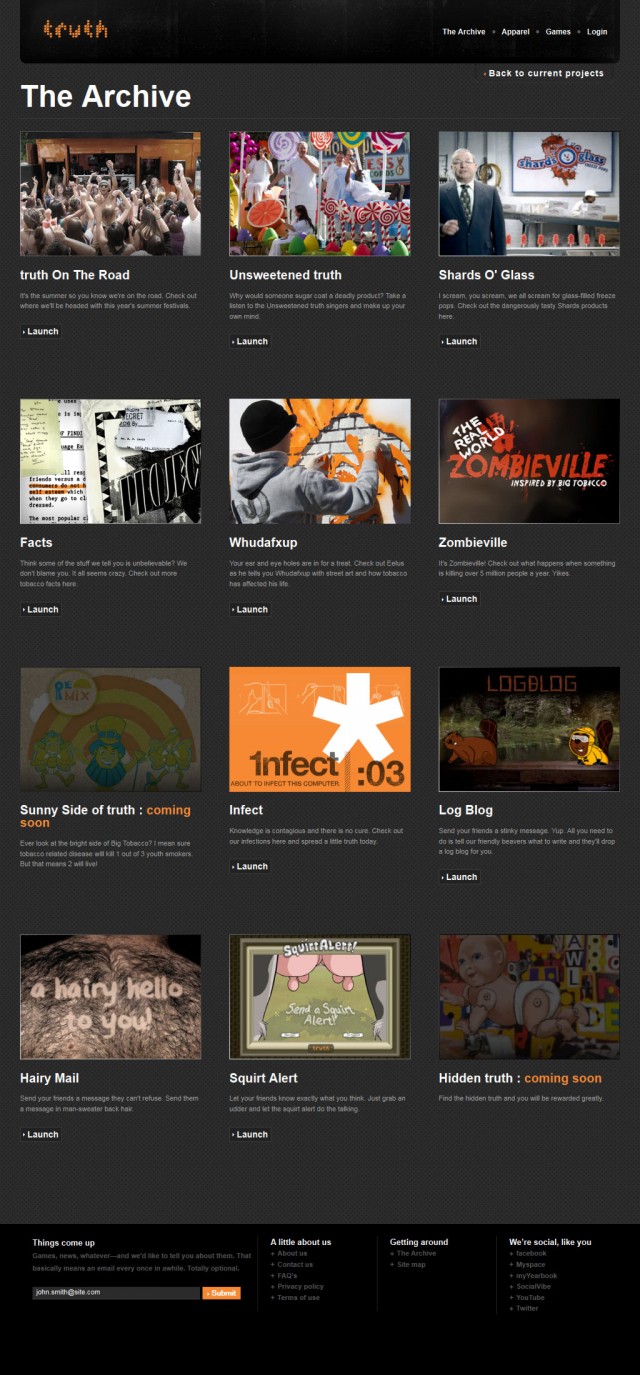 truth
The Archive
Apparel
Games
Login
Back to current projects
The Archive
shards O' glass
truth On The Road
It's the summer so you know we're on the road. Check out
where we'll be headed with this year's summer festivals.
Launch
Unsweetened truth
Why would someone sugar coat a deadly product? Take a
listen to the Unsweetened truth singers and make up your
own mind.
Launch
Shards O' Glass
I scream, you scream, we all scream for glass-filled freeze
pops. Check out the dangerously tasty Shards products
here.
Launch
THE
REAL
WORLD
ZOMBIEVILLE
INSPIRED BY BIG TOBACCO
Facts
Think some of the stuff we tell you is unbelievable? We
don't blame you. It all seems crazy. Check out more
tobacco facts here.
Launch
Whudafxup
Your ear and eye holes are in for a treat. Check out Eelus
as he tells you Whudafxup with street art and how tobacco
has affected his life.
Launch
Zombieville
It's Zombieville! Check out what happens when something
is killing over 5 million people a year. Yikes.
Launch
REMIX
1nfect :03
ABOUT TO INFECT THIS COMPUTER
LOGBLOG
Sunny Side of truth : coming
soon
Ever look at the bright side of Big Tobacco? I mean sure
tobacco related disease will kill 1 out of 3 youth smokers.
But that means 2 will live!
Infect
Knowledge is contagious and there is no cure. Check out
our infections here and spread a little truth today.
Launch
Log Blog
Send your friends a stinky message. Yup. All you need to
do is tell our friendly beavers what to write and they'll drop
a log blog for you.
Launch
a hairy hello
to you!
SquirtALert!
Send a Squirt
Alert!
truth
Hairy Mail
Send your friends a message they can't refuse. Send them
a message in man-sweater back hair.
Launch
Squirt Alert
Let your friends know exactly what you think. Just grab an
udder and let the squirt alert do the talking.
Launch
Hidden truth : coming soon
Find the hidden truth and you will be rewarded greatly.
Things come up
Games, news, whatever—and we'd like to tell you about them. That
basically means an email every once in awhile. Totally optional.
john.smith@site.com
Submit
A little about us
+ About us
+ Contact us
+ FAQ's
+ Privacy policy
+ Terms of use
Getting around
+ The Archive
+ Site map
We're social, like you
+ facebook
+ Myspace
+ myYearbook
+ SocialVibe
+ YouTube
+ Twitter